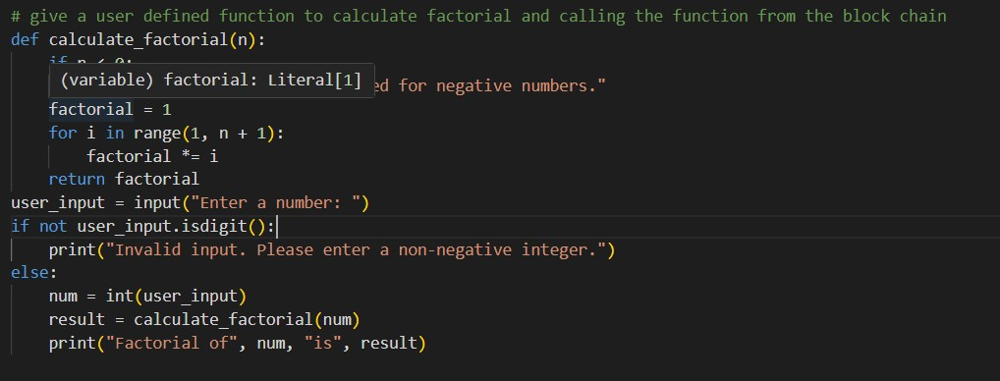 # give a user defined function to calculate factorial and calling the function from the block chain
def calculate_factorial(n):
    if n < 0:
(variable) factorial: Literal[1]
ed for negative numbers."
    factorial = 1
    for i in range(1, n + 1):
        factorial *= i
    return factorial
user_input = input("Enter a number: ")
if not user_input.isdigit():
    print("Invalid input. Please enter a non-negative integer.")
else:
    num = int(user_input)
    result = calculate_factorial(num)
    print("Factorial of", num, "is", result)